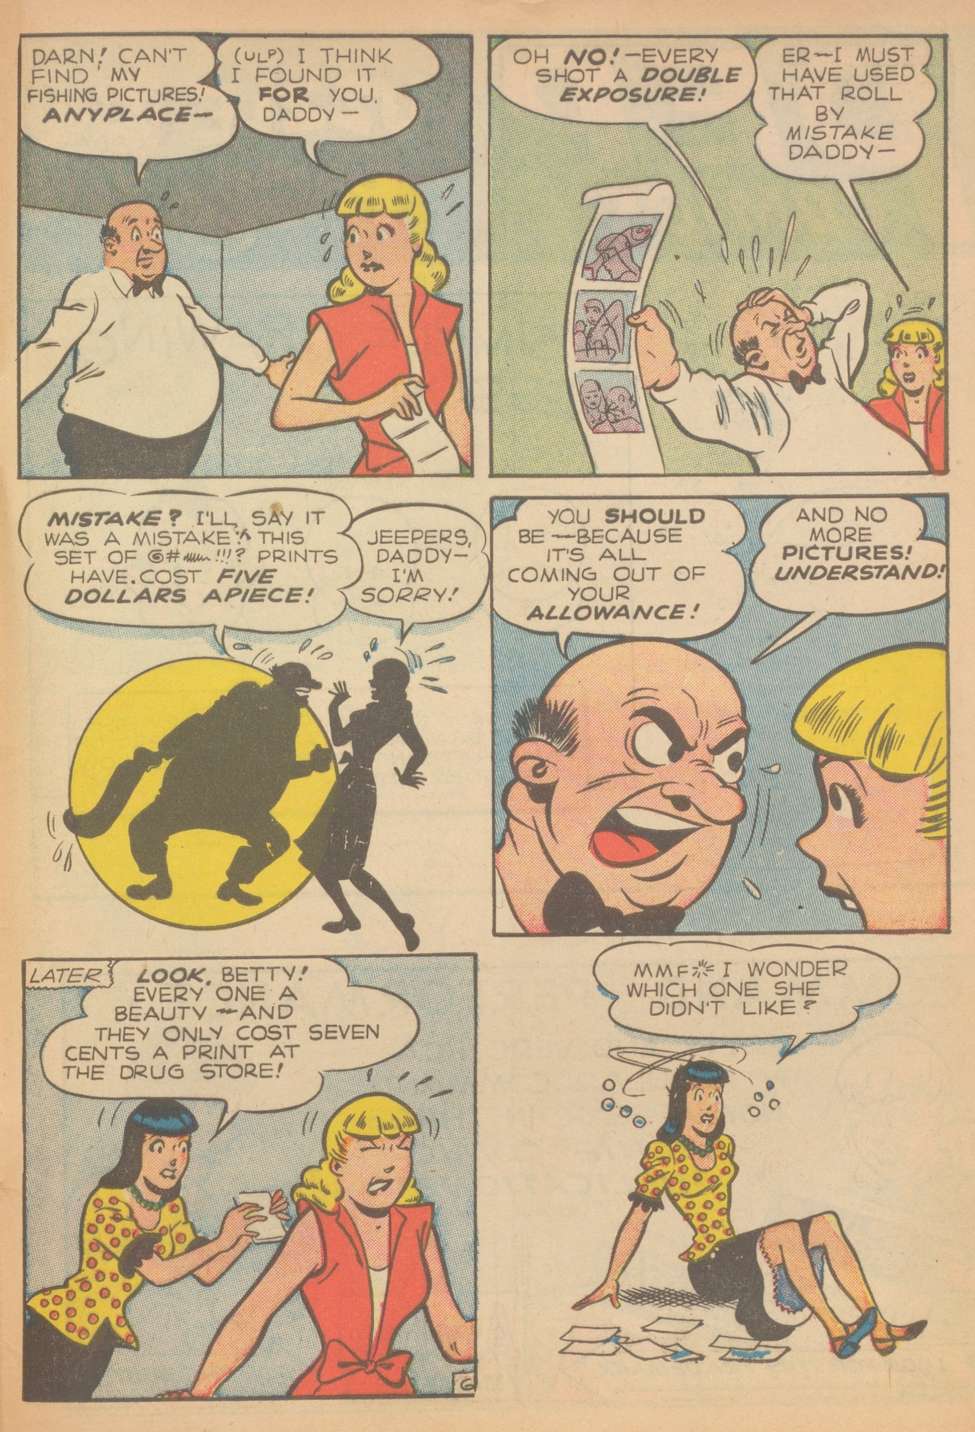 DARN! CAN'T
FIND MY
FISHING PICTURES!
ANYPLACE—
(ULP) I THINK
I FOUND IT
FOR YOU,
DADDY—
OH NO!—EVERY
SHOT A DOUBLE
EXPOSURE!
ER—I MUST
HAVE USED
THAT ROLL
BY
MISTAKE
DADDY—
MISTAKE? I'LL SAY IT
WAS A MISTAKE! THIS
SET OF @#!!!? PRINTS
HAVE COST FIVE
DOLLARS APIECE!
JEEPERS,
DADDY—
I'M
SORRY!
YOU SHOULD
BE—BECAUSE
IT'S ALL
COMING OUT OF
YOUR
ALLOWANCE!
AND NO
MORE
PICTURES!
UNDERSTAND!
LATER
LOOK, BETTY!
EVERY ONE A
BEAUTY—AND
THEY ONLY COST SEVEN
CENTS A PRINT AT
THE DRUG STORE!
6
MMF I WONDER
WHICH ONE SHE
DIDN'T LIKE?